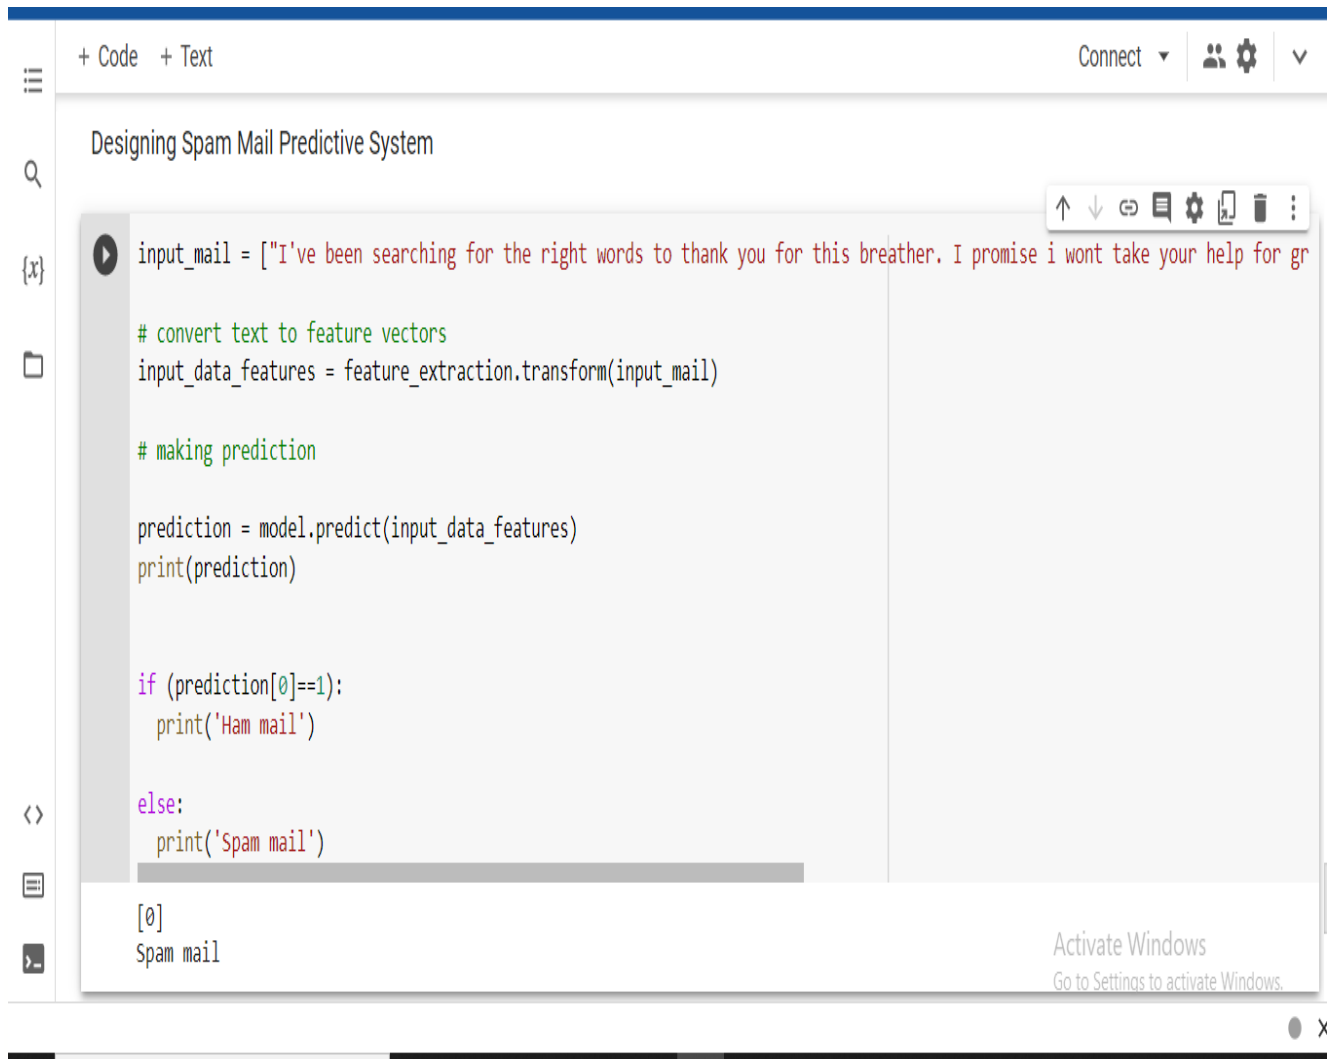 + Code + Text Connect
Designing Spam Mail Predictive System
{x}
input_mail = ["I've been searching for the right words to thank you for this breather. I promise i wont take your help for gr
# convert text to feature vectors
input_data_features = feature_extraction.transform(input_mail)
# making prediction
prediction = model.predict(input_data_features)
print(prediction)
if (prediction[0]==1):
print('Ham mail')
else:
print('Spam mail')
[0]
Spam mail
Activate Windows
Go to Settings to activate Windows.